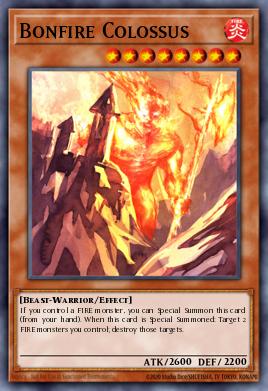 Bonfire Colossus
FIRE
炎
[Beast-Warrior/Effect]
If you control a FIRE monster, you can Special Summon this card
(from your hand). When this card is Special Summoned: Target 2
FIRE monsters you control; destroy those targets.
ATK/2600 DEF/2200
©2020 Studio Dice/SHUEISHA, TV TOKYO, KONAMI